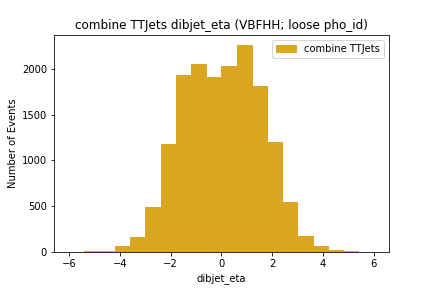 combine TTJets dibjet_eta (VBFHH; loose pho_id)
combine TTJets
Number of Events
2000
1500
1000
500
0
−6 −4 −2 0 2 4 6
dibjet_eta